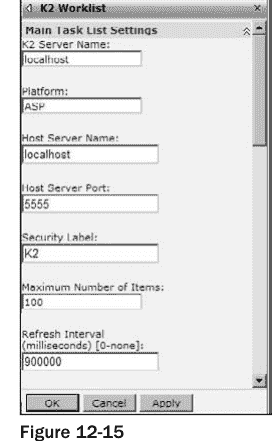 K2 Worklist
Main Task List Settings
K2 Server Name:
localhost
Platform:
ASP
Host Server Name:
localhost
Host Server Port:
5555
Security Label:
K2
Maximum Number of Items:
100
Refresh Interval
(milliseconds) [0-none]:
900000
OK Cancel Apply
Figure 12-15